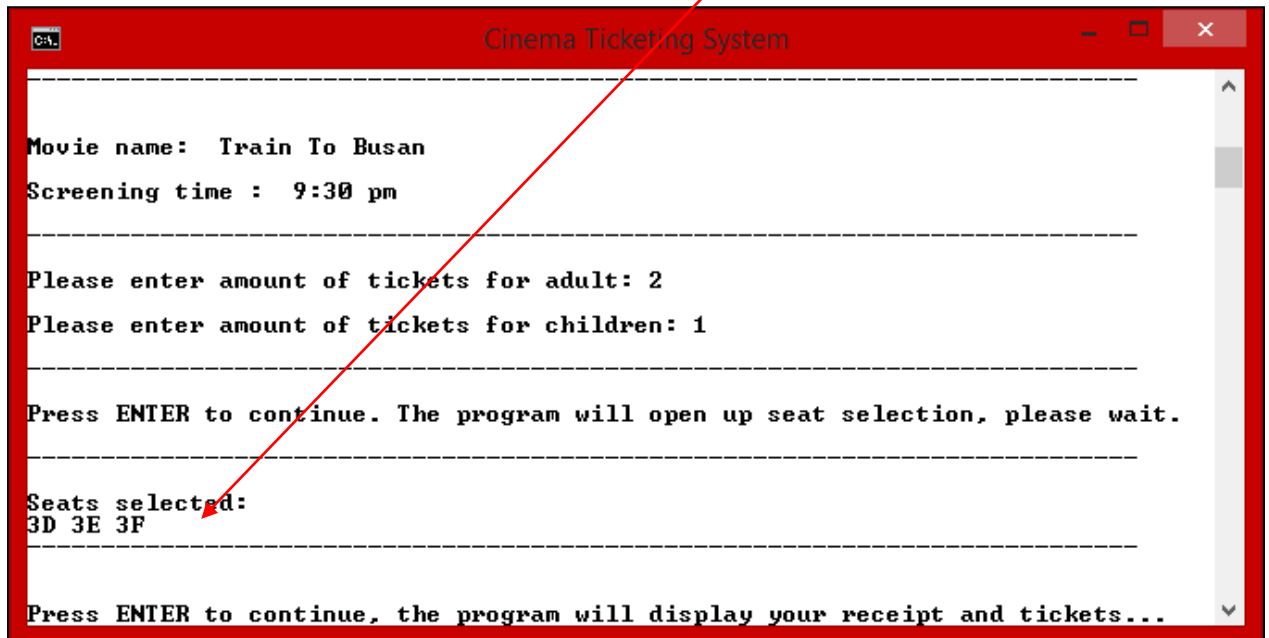 C:\.
Cinema Ticketing System
Movie name:  Train To Busan
Screening time :  9:30 pm
Please enter amount of tickets for adult: 2
Please enter amount of tickets for children: 1
Press ENTER to continue. The program will open up seat selection, please wait.
Seats selected:
3D 3E 3F
Press ENTER to continue, the program will display your receipt and tickets...